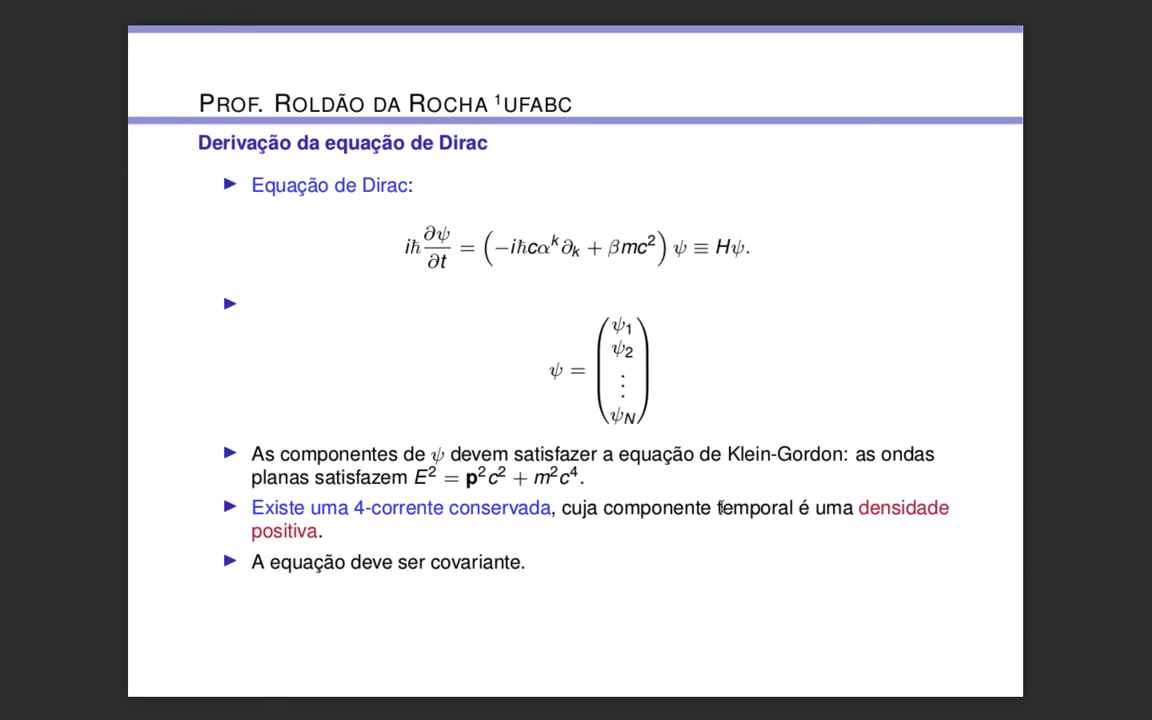 PROF. ROLDÃO DA ROCHA ¹UFABC
Derivação da equação de Dirac
▶ Equação de Dirac:
iℏ ∂ψ/∂t = (−iℏcα^k ∂_k + βmc²) ψ ≡ Hψ.
▶
ψ = (ψ₁
ψ₂
⋮
ψ_N)
▶ As componentes de ψ devem satisfazer a equação de Klein-Gordon: as ondas
planas satisfazem E² = p²c² + m²c⁴.
▶ Existe uma 4-corrente conservada, cuja componente temporal é uma densidade
positiva.
▶ A equação deve ser covariante.